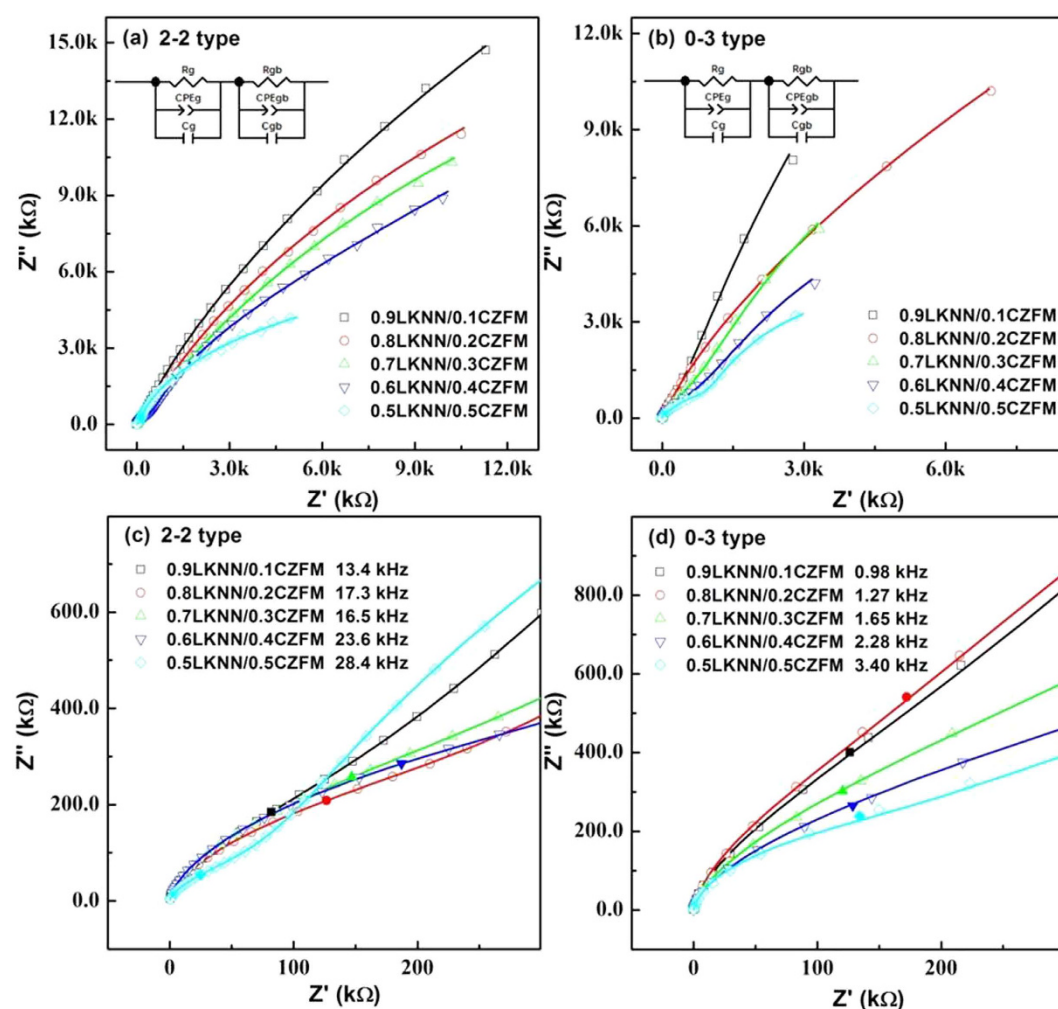 (a) 2-2 type
Rg Rgb
CPEg CPEgb
Cg Cgb
15.0k
12.0k
9.0k
6.0k
3.0k
0.0
Z'' (kΩ)
0.9LKNN/0.1CZFM
0.8LKNN/0.2CZFM
0.7LKNN/0.3CZFM
0.6LKNN/0.4CZFM
0.5LKNN/0.5CZFM
0.0 3.0k 6.0k 9.0k 12.0k
Z' (kΩ)
(b) 0-3 type
Rg Rgb
CPEg CPEgb
Cg Cgb
12.0k
9.0k
6.0k
3.0k
0.0
Z'' (kΩ)
0.9LKNN/0.1CZFM
0.8LKNN/0.2CZFM
0.7LKNN/0.3CZFM
0.6LKNN/0.4CZFM
0.5LKNN/0.5CZFM
0.0 3.0k 6.0k
Z' (kΩ)
(c) 2-2 type
0.9LKNN/0.1CZFM 13.4 kHz
0.8LKNN/0.2CZFM 17.3 kHz
0.7LKNN/0.3CZFM 16.5 kHz
0.6LKNN/0.4CZFM 23.6 kHz
0.5LKNN/0.5CZFM 28.4 kHz
600.0
400.0
200.0
0.0
Z'' (kΩ)
0 100 200
Z' (kΩ)
(d) 0-3 type
0.9LKNN/0.1CZFM 0.98 kHz
0.8LKNN/0.2CZFM 1.27 kHz
0.7LKNN/0.3CZFM 1.65 kHz
0.6LKNN/0.4CZFM 2.28 kHz
0.5LKNN/0.5CZFM 3.40 kHz
800.0
600.0
400.0
200.0
0.0
Z'' (kΩ)
0 100 200
Z' (kΩ)